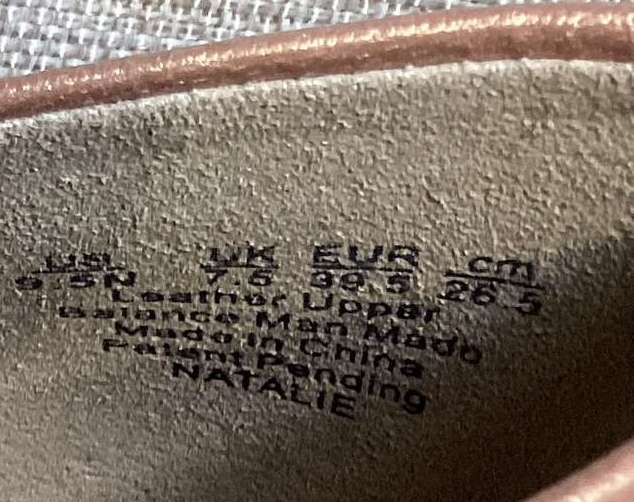 US UK EUR cm
9.5N 7.5 39.5 26.5
Leather Upper
Balance Man Made
Made in China
Patent Pending
NATALIE